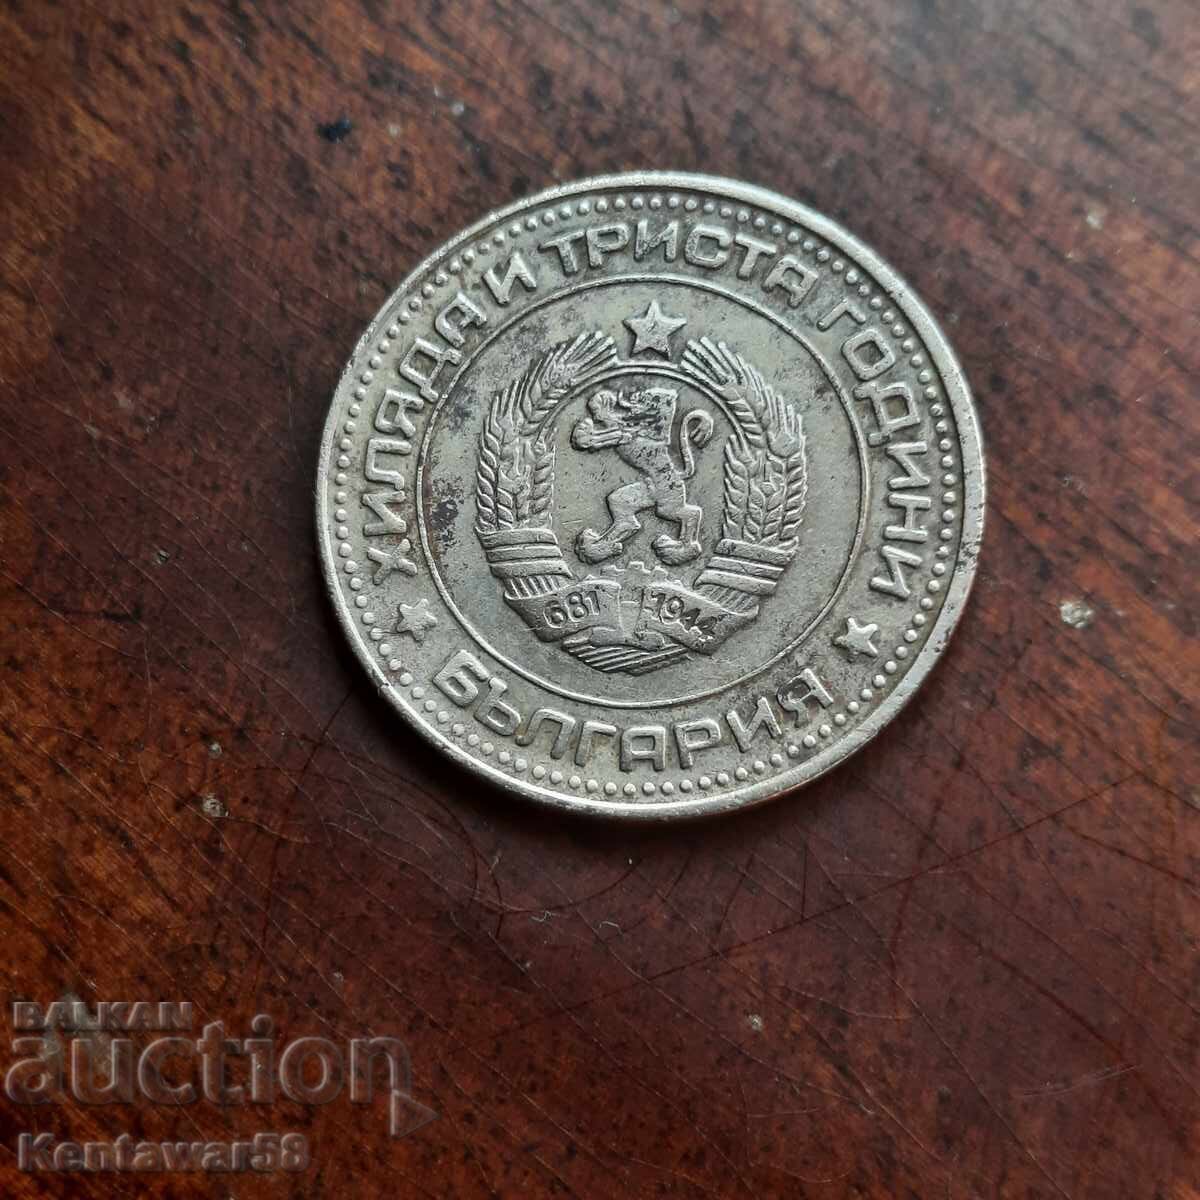 ХИЛЯДА И ТРИСТА ГОДИНИ
681 - 1944
БЪЛГАРИЯ
BALKAN
auction
Kentawar58